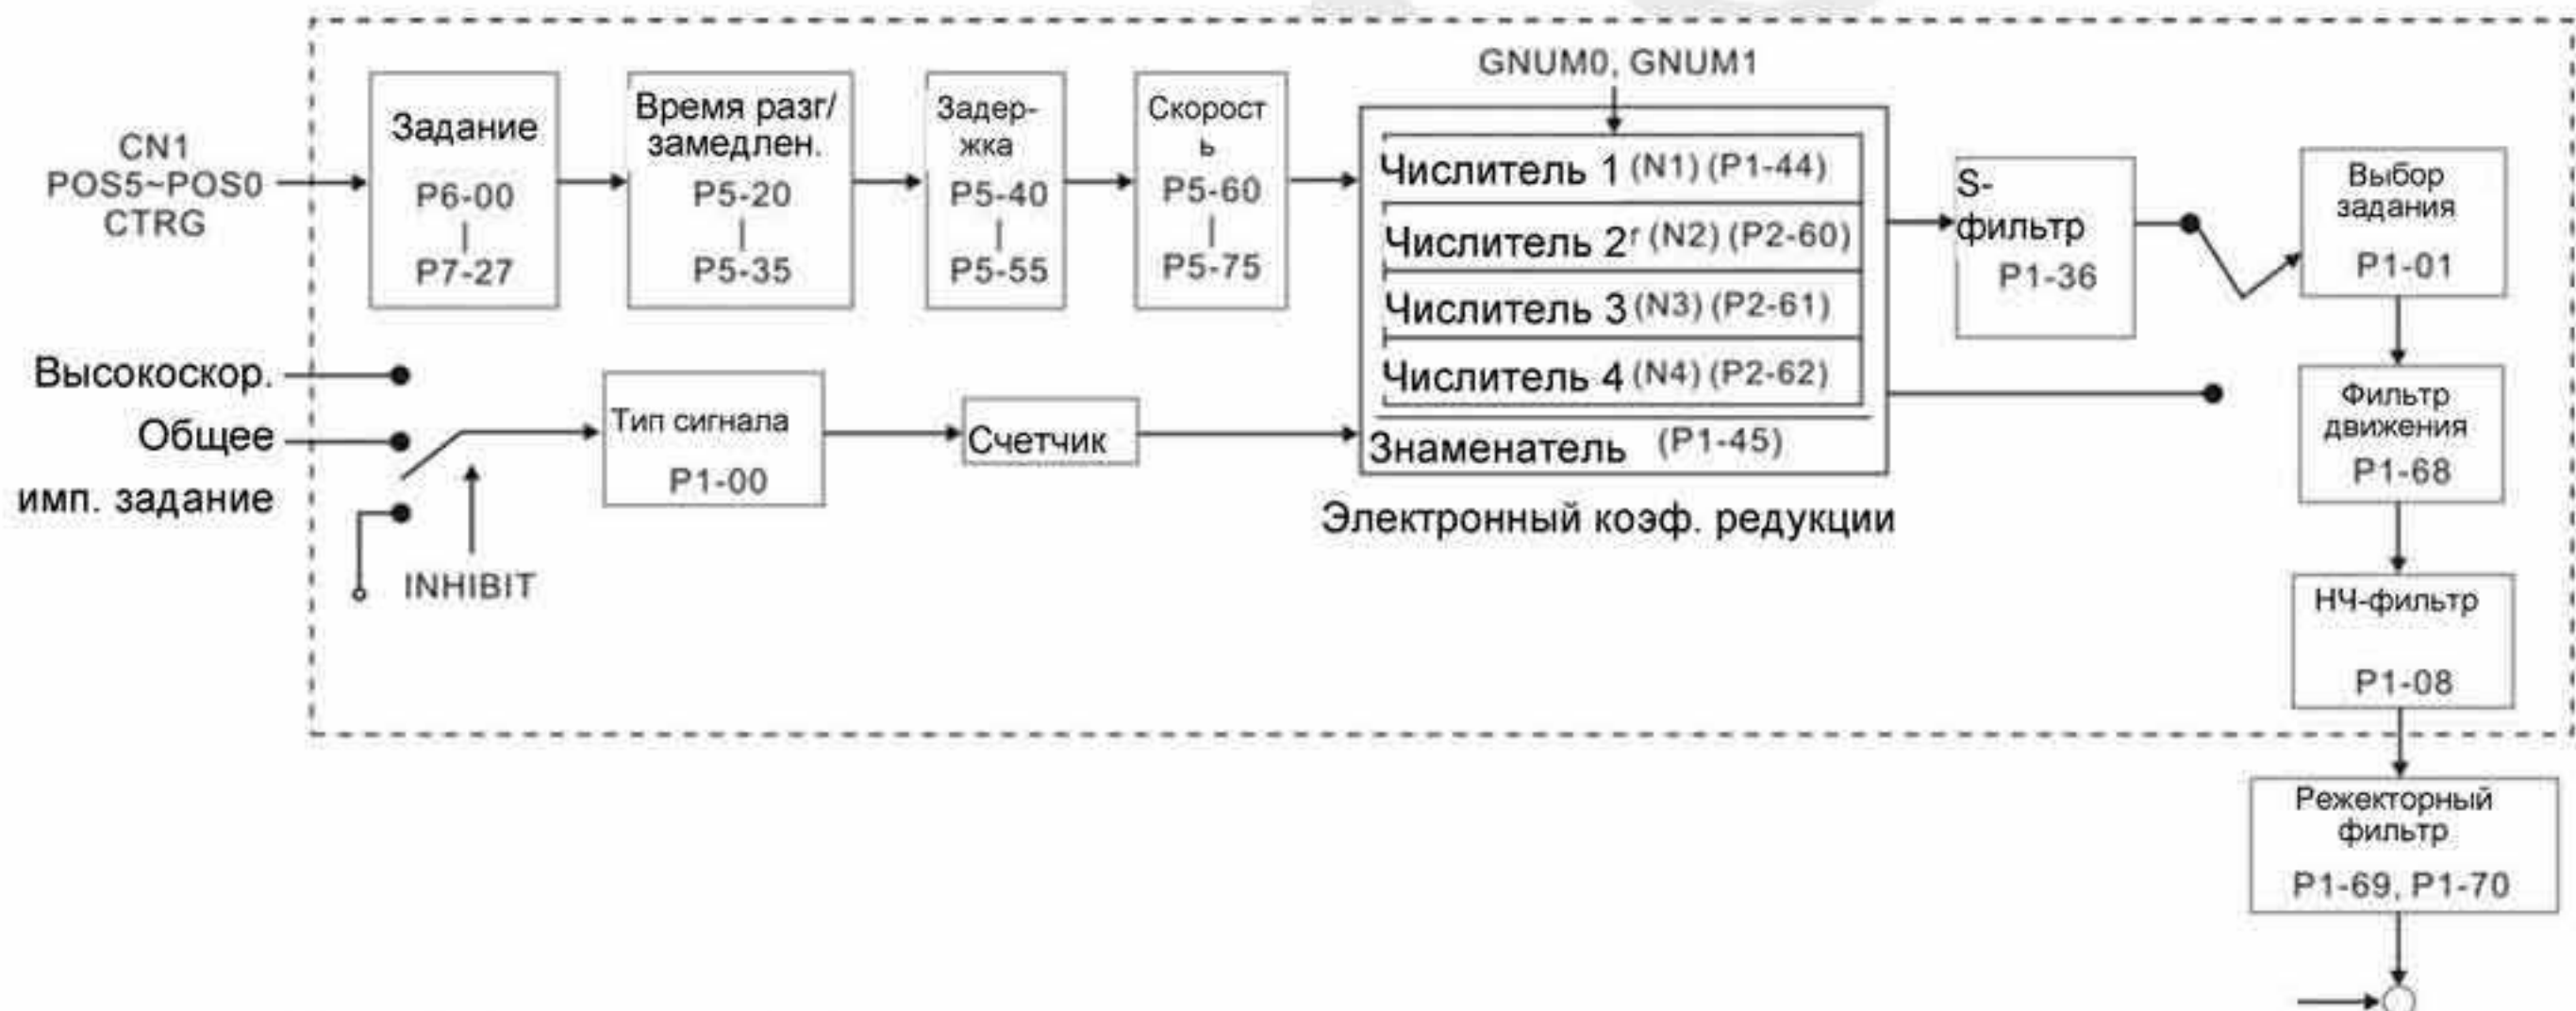 GNUM0, GNUM1
CN1
POS5~POS0
CTRG
Задание
P6-00
P7-27
Время разг/
замедлен.
P5-20
P5-35
Задер-
жка
P5-40
P5-55
Скорост
ь
P5-60
P5-75
Числитель 1 (N1) (P1-44)
Числитель 2r (N2) (P2-60)
Числитель 3 (N3) (P2-61)
Числитель 4 (N4) (P2-62)
Знаменатель (P1-45)
Электронный коэф. редукции
S-
фильтр
P1-36
Выбор
задания
P1-01
Высокоскор.
Общее
имп. задание
INHIBIT
Тип сигнала
P1-00
Счетчик
Фильтр
движения
P1-68
НЧ-фильтр
P1-08
Режекторный
фильтр
P1-69, P1-70